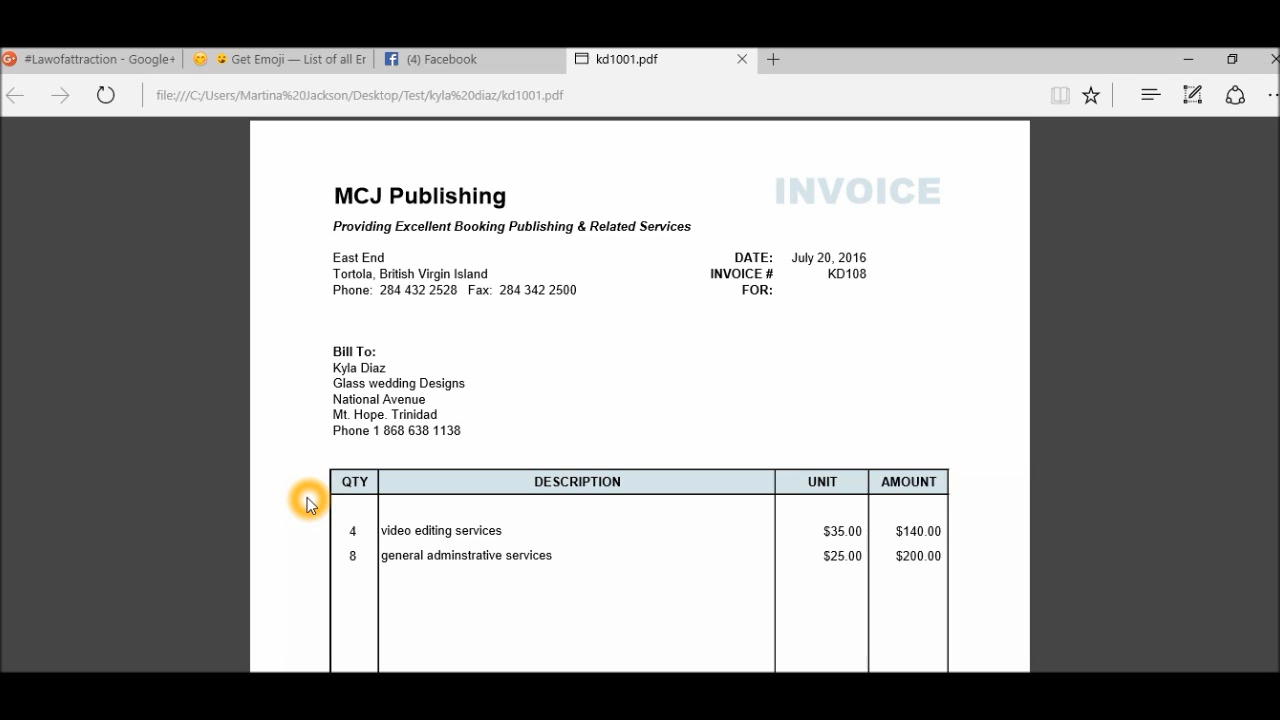 #Lawofattraction - Google+
Get Emoji — List of all Er
(4) Facebook
kd1001.pdf
file:///C:/Users/Martina%20Jackson/Desktop/Test/kyla%20diaz/kd1001.pdf
MCJ Publishing
INVOICE
Providing Excellent Booking Publishing & Related Services
East End
DATE: July 20, 2016
Tortola, British Virgin Island
INVOICE # KD108
Phone: 284 432 2528 Fax: 284 342 2500
FOR:
Bill To:
Kyla Diaz
Glass wedding Designs
National Avenue
Mt. Hope. Trinidad
Phone 1 868 638 1138
QTY DESCRIPTION UNIT AMOUNT
4 video editing services $35.00 $140.00
8 general adminstrative services $25.00 $200.00